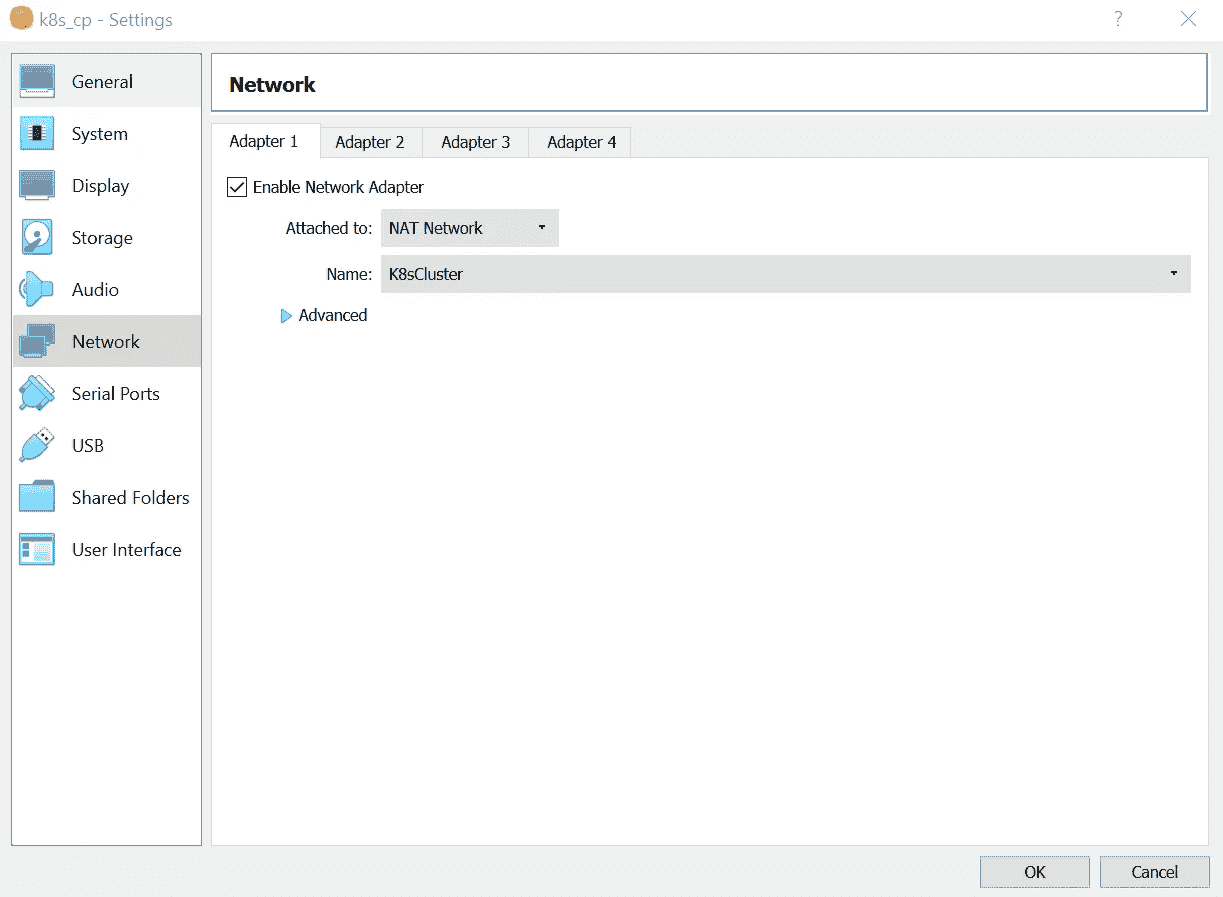 k8s_cp - Settings
?
General
System
Display
Storage
Audio
Network
Serial Ports
USB
Shared Folders
User Interface
Network
Adapter 1 Adapter 2 Adapter 3 Adapter 4
Enable Network Adapter
Attached to: NAT Network
Name: K8sCluster
Advanced
OK Cancel